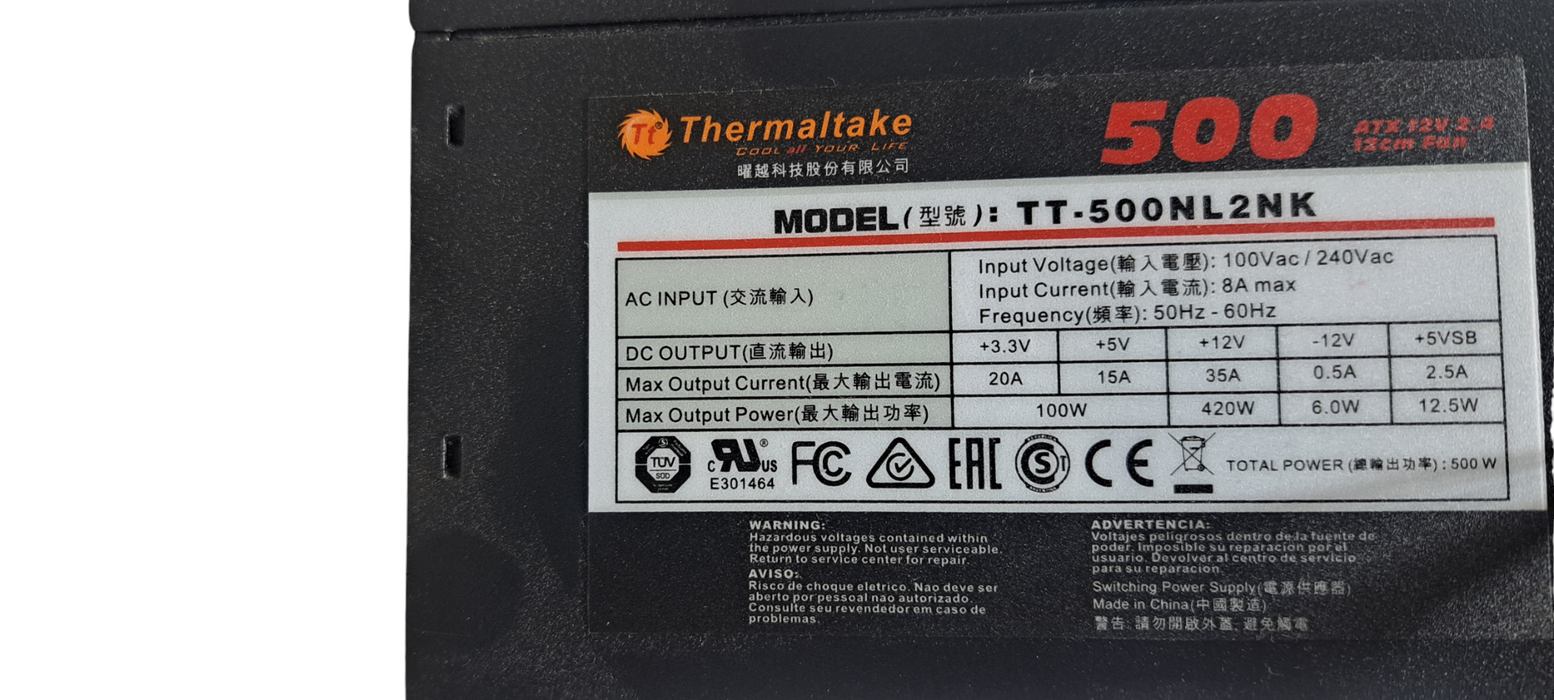 Tt
Thermaltake
COOL all YOUR LIFE
曜越科技股份有限公司
500
ATX 12V 2.4
12cm Fan
MODEL(型號): TT-500NL2NK
AC INPUT (交流輸入)
Input Voltage(輸入電壓): 100Vac / 240Vac
Input Current(輸入電流): 8A max
Frequency(頻率): 50Hz - 60Hz
DC OUTPUT(直流輸出) +3.3V +5V +12V -12V +5VSB
Max Output Current(最大輸出電流) 20A 15A 35A 0.5A 2.5A
Max Output Power(最大輸出功率) 100W 420W 6.0W 12.5W
TÜV
SÜD
c RU US ®
E301464
FC
EAC
S
CE
TOTAL POWER (總輸出功率) : 500 W
WARNING:
Hazardous voltages contained within
the power supply. Not user serviceable.
Return to service center for repair.
AVISO:
Risco de choque eletrico. Nao deve ser
aberto por pessoal nao autorizado.
Consulte seu revendedor em caso de
problemas.
ADVERTENCIA:
Voltajes peligrosos dentro de la fuente de
poder. Imposible su reparacion por el
usuario. Devolver al centro de servicio
para su reparacion.
Switching Power Supply(電源供應器)
Made in China(中國製造)
警告: 請勿開啟外蓋, 避免觸電